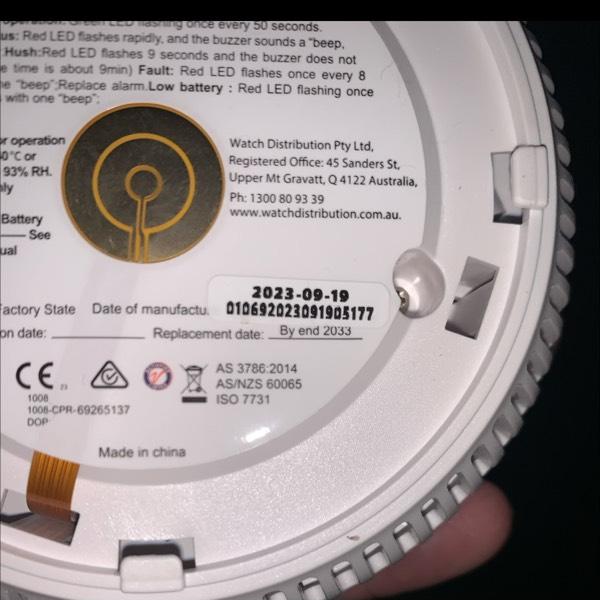 operation: Green LED flashing once every 50 seconds.
us: Red LED flashes rapidly, and the buzzer sounds a "beep,
Hush:Red LED flashes 9 seconds and the buzzer does not
e time is about 9min) Fault: Red LED flashes once every 8
ne "beep";Replace alarm.Low battery : Red LED flashing once
with one "beep";
or operation
0°C or
93% RH.
nly
Battery
See
ual
Watch Distribution Pty Ltd,
Registered Office: 45 Sanders St,
Upper Mt Gravatt, Q 4122 Australia,
Ph: 1300 80 93 39
www.watchdistribution.com.au.
2023-09-19
010692023091905177
Factory State Date of manufactu.
on date: Replacement date: By end 2033
CE 23
1008
1008-CPR-69265137
DOP
AS 3786:2014
AS/NZS 60065
ISO 7731
Made in china